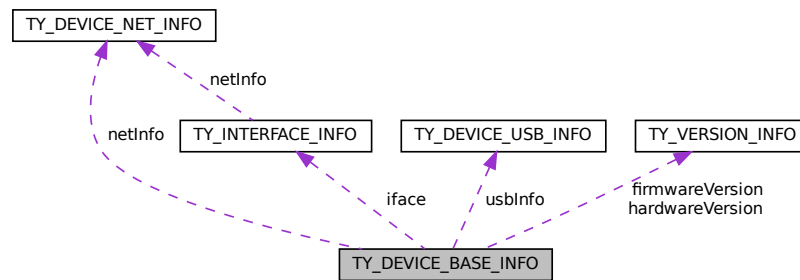 TY_DEVICE_NET_INFO
netInfo
netInfo
TY_INTERFACE_INFO
TY_DEVICE_USB_INFO
TY_VERSION_INFO
iface
usbInfo
firmwareVersion
hardwareVersion
TY_DEVICE_BASE_INFO